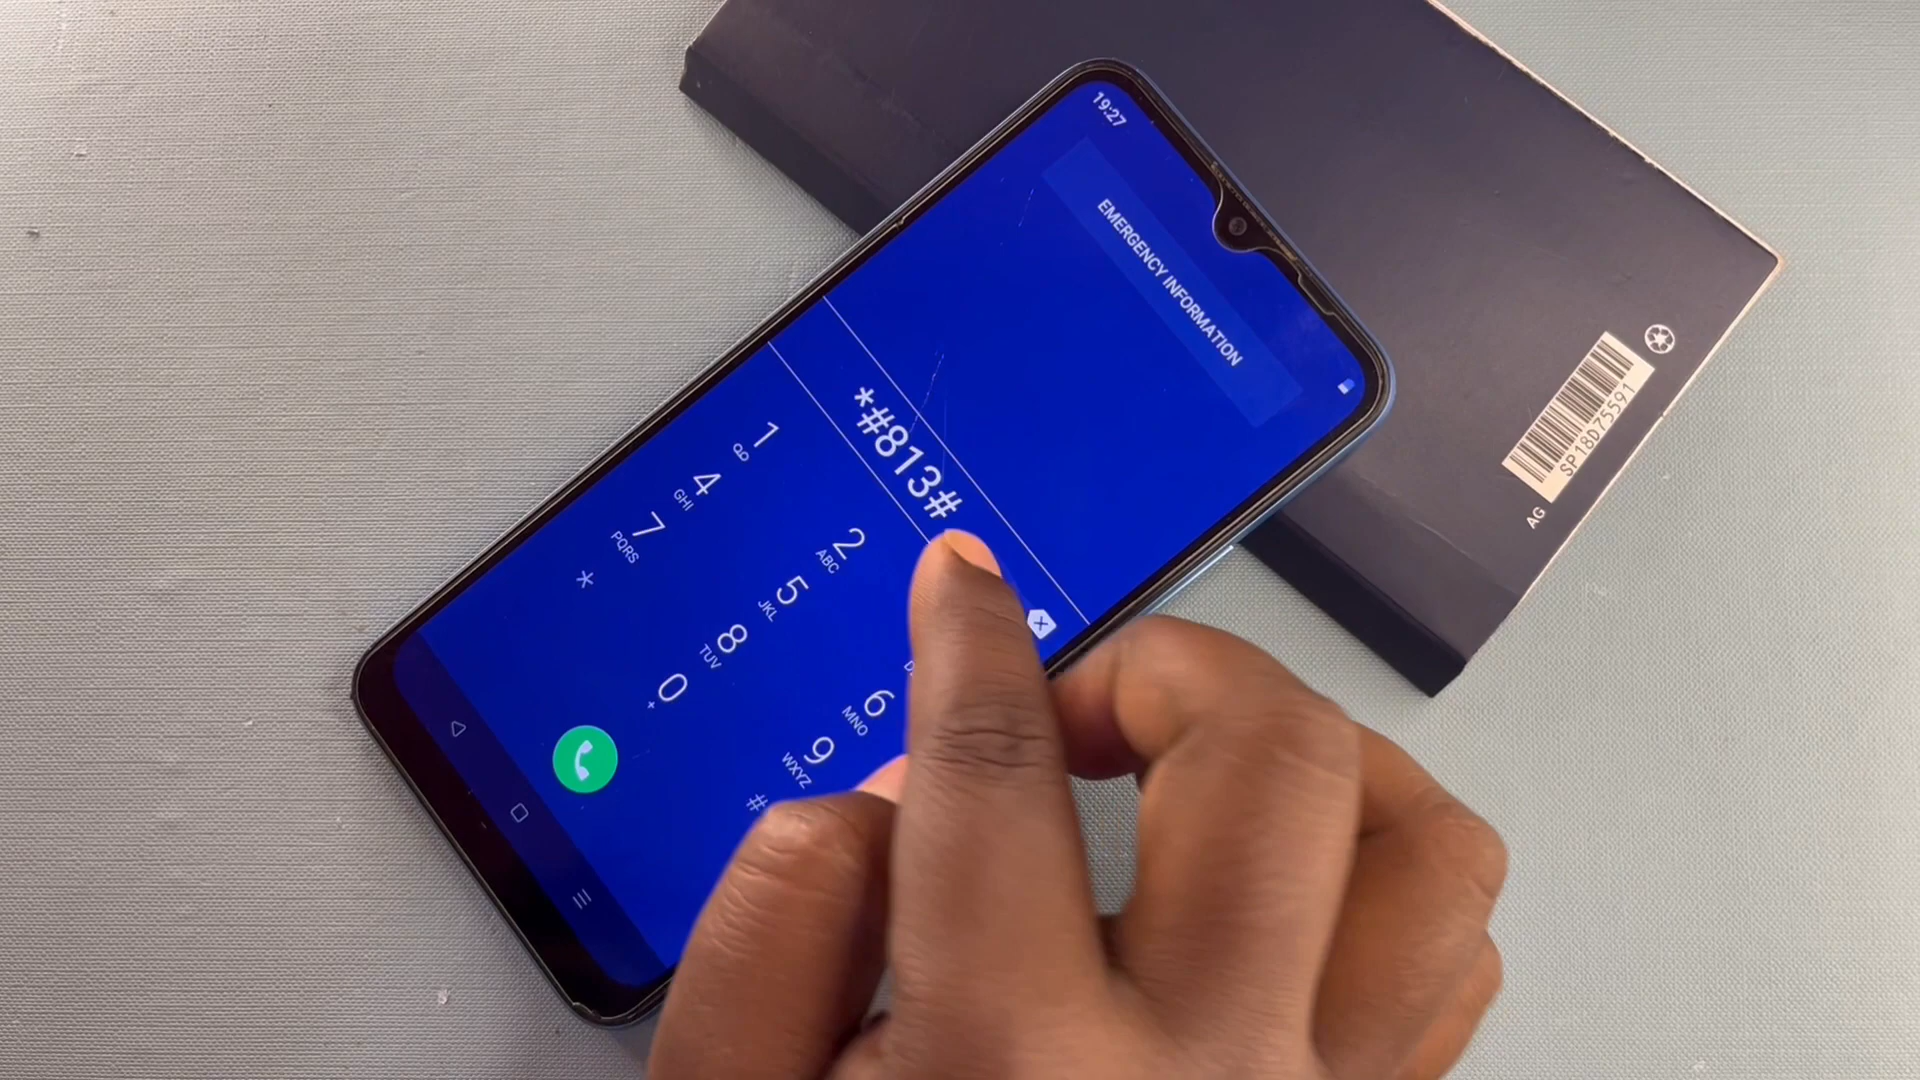 19:27
EMERGENCY INFORMATION
*#813#
1
2
ABC
4
GHI
5
JKL
6
MNO
7
PQRS
8
TUV
9
WXYZ
*
0
+
#
SP18D75591
AG